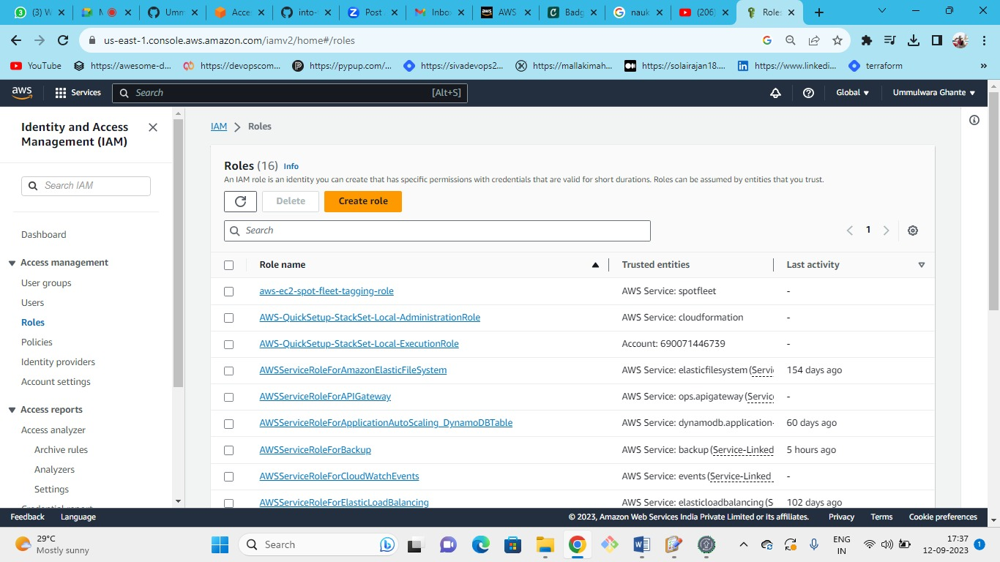 (3) W
M
Umm
Acce
into-
Post
Inbo
AWS
Badg
nauk
(206)
Roles
us-east-1.console.aws.amazon.com/iamv2/home#/roles
YouTube
https://awesome-d...
https://devopscom...
https://pypup.com/...
https://sivadevops2...
https://mallakimah...
https://solairajan18....
https://www.linkedi...
terraform
aws
Services
Search
[Alt+S]
Global
Ummulwara Ghante
Identity and Access
Management (IAM)
Search IAM
Dashboard
Access management
User groups
Users
Roles
Policies
Identity providers
Account settings
Access reports
Access analyzer
Archive rules
Analyzers
Settings
Credential report
IAM > Roles
Roles (16) Info
An IAM role is an identity you can create that has specific permissions with credentials that are valid for short durations. Roles can be assumed by entities that you trust.
Delete
Create role
Search
1
Role name Trusted entities Last activity
aws-ec2-spot-fleet-tagging-role AWS Service: spotfleet -
AWS-QuickSetup-StackSet-Local-AdministrationRole AWS Service: cloudformation -
AWS-QuickSetup-StackSet-Local-ExecutionRole Account: 690071446739 -
AWSServiceRoleForAmazonElasticFileSystem AWS Service: elasticfilesystem (Servi 154 days ago
AWSServiceRoleForAPIGateway AWS Service: ops.apigateway (Servic -
AWSServiceRoleForApplicationAutoScaling_DynamoDBTable AWS Service: dynamodb.application- 60 days ago
AWSServiceRoleForBackup AWS Service: backup (Service-Linked 5 hours ago
AWSServiceRoleForCloudWatchEvents AWS Service: events (Service-Linked -
AWSServiceRoleForElasticLoadBalancing AWS Service: elasticloadbalancing (S 102 days ago
Feedback Language © 2023, Amazon Web Services India Private Limited or its affiliates. Privacy Terms Cookie preferences
29°C
Mostly sunny
Search
ENG
IN
17:37
12-09-2023
1